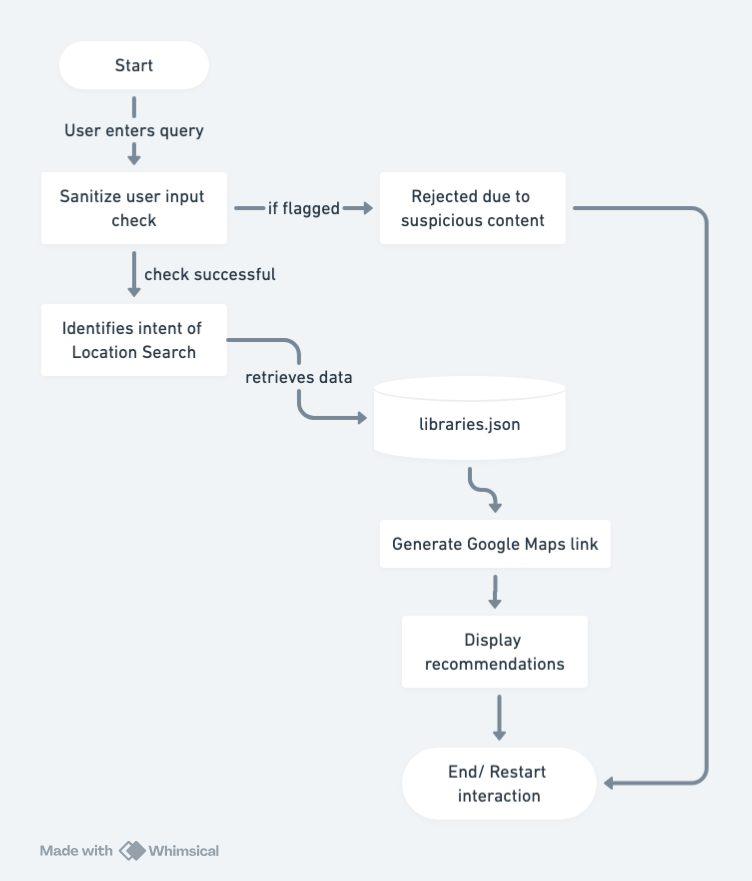 Start
User enters query
Sanitize user input
check
if flagged
Rejected due to
suspicious content
check successful
Identifies intent of
Location Search
retrieves data
libraries.json
Generate Google Maps link
Display
recommendations
End/ Restart
interaction
Made with Whimsical